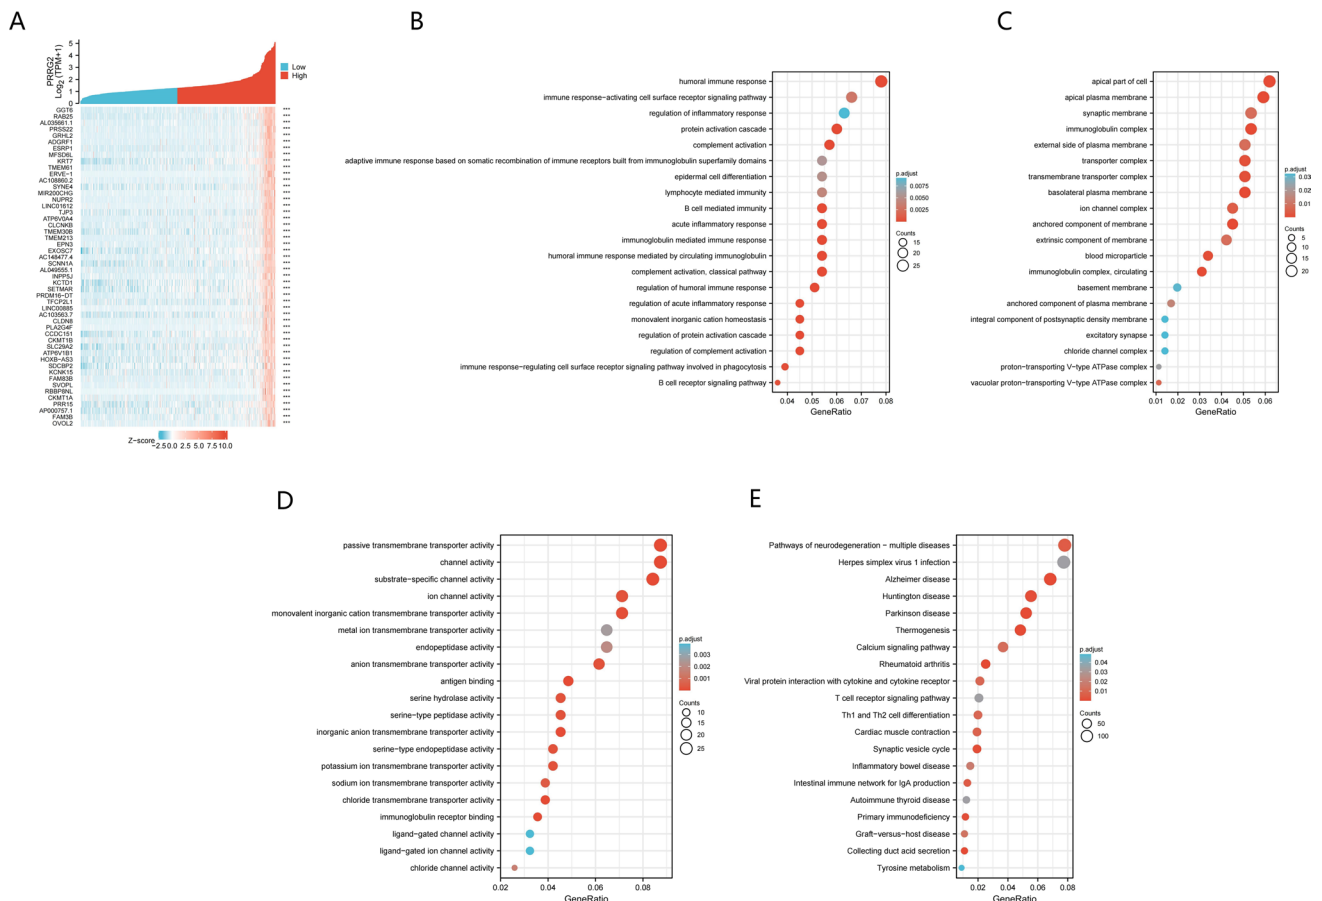 A
PRRG2
Log2 (TPM+1)
5
4
3
2
1
0
Low
High
GGT6
RAB25
AL035661.1
PRSS22
GRHL2
ADGRF1
ESRP1
MFSD6L
KRT7
TMEM61
ERVE−1
AC108860.2
SYNE4
MIR200CHG
NUPR2
LINC01612
TJP3
ATP6V0A4
CLCNKB
TMEM30B
TMEM213
EPN3
EXOSC7
AC148477.4
SCNN1A
AL049555.1
INPP5J
KCTD1
SETMAR
PRDM16−DT
TFCP2L1
LINC00885
AC103563.7
CLDN8
PLA2G4F
CCDC151
CKMT1B
SLC29A2
ATP6V1B1
HOXB−AS3
SDCBP2
KCNK15
FAM83B
SVOPL
RBBP8NL
CKMT1A
PRR15
AP000757.1
FAM3B
OVOL2
Z−score
−2.5 0.0 2.5 5.0 7.5 10.0
B
humoral immune response
immune response−activating cell surface receptor signaling pathway
regulation of inflammatory response
protein activation cascade
complement activation
adaptive immune response based on somatic recombination of immune receptors built from immunoglobulin superfamily domains
epidermal cell differentiation
lymphocyte mediated immunity
B cell mediated immunity
acute inflammatory response
immunoglobulin mediated immune response
humoral immune response mediated by circulating immunoglobulin
complement activation, classical pathway
regulation of humoral immune response
regulation of acute inflammatory response
monovalent inorganic cation homeostasis
regulation of protein activation cascade
regulation of complement activation
immune response−regulating cell surface receptor signaling pathway involved in phagocytosis
B cell receptor signaling pathway
0.04 0.05 0.06 0.07 0.08
GeneRatio
p.adjust
0.0075
0.0050
0.0025
Counts
15
20
25
C
apical part of cell
apical plasma membrane
synaptic membrane
immunoglobulin complex
external side of plasma membrane
transporter complex
transmembrane transporter complex
basolateral plasma membrane
ion channel complex
anchored component of membrane
extrinsic component of membrane
blood microparticle
immunoglobulin complex, circulating
basement membrane
anchored component of plasma membrane
integral component of postsynaptic density membrane
excitatory synapse
chloride channel complex
proton−transporting V−type ATPase complex
vacuolar proton−transporting V−type ATPase complex
0.01 0.02 0.03 0.04 0.05 0.06
GeneRatio
p.adjust
0.03
0.02
0.01
Counts
5
10
15
20
D
passive transmembrane transporter activity
channel activity
substrate−specific channel activity
ion channel activity
monovalent inorganic cation transmembrane transporter activity
metal ion transmembrane transporter activity
endopeptidase activity
anion transmembrane transporter activity
antigen binding
serine hydrolase activity
serine−type peptidase activity
inorganic anion transmembrane transporter activity
serine−type endopeptidase activity
potassium ion transmembrane transporter activity
sodium ion transmembrane transporter activity
chloride transmembrane transporter activity
immunoglobulin receptor binding
ligand−gated channel activity
ligand−gated ion channel activity
chloride channel activity
0.02 0.04 0.06 0.08
GeneRatio
p.adjust
0.003
0.002
0.001
Counts
10
15
20
25
E
Pathways of neurodegeneration − multiple diseases
Herpes simplex virus 1 infection
Alzheimer disease
Huntington disease
Parkinson disease
Thermogenesis
Calcium signaling pathway
Rheumatoid arthritis
Viral protein interaction with cytokine and cytokine receptor
T cell receptor signaling pathway
Th1 and Th2 cell differentiation
Cardiac muscle contraction
Synaptic vesicle cycle
Inflammatory bowel disease
Intestinal immune network for IgA production
Autoimmune thyroid disease
Primary immunodeficiency
Graft−versus−host disease
Collecting duct acid secretion
Tyrosine metabolism
0.02 0.04 0.06 0.08
GeneRatio
p.adjust
0.04
0.03
0.02
0.01
Counts
50
100